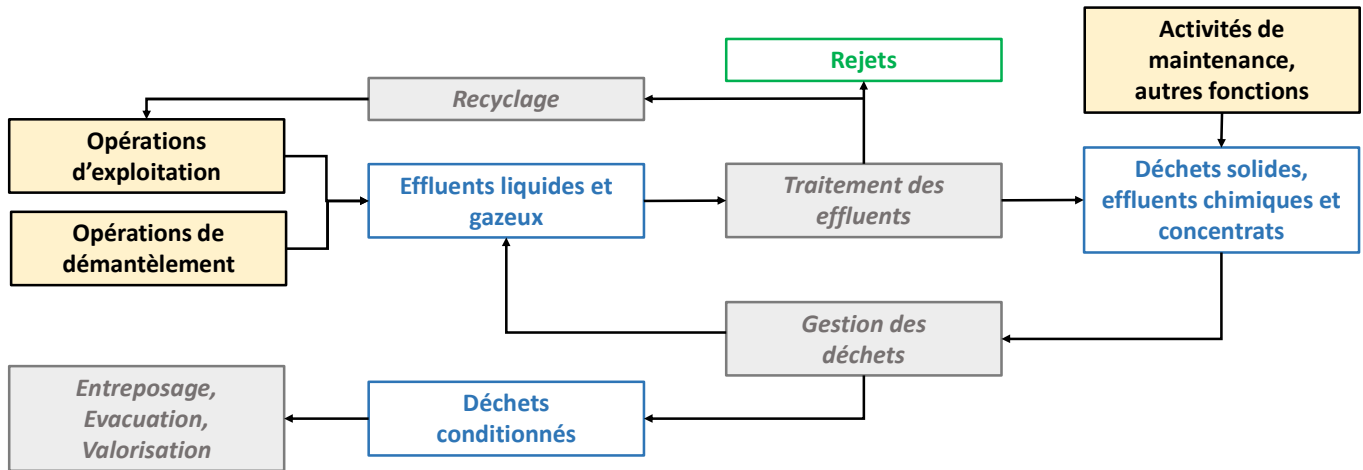 Rejets
Activités de
maintenance,
autres fonctions
Recyclage
Opérations
d’exploitation
Effluents liquides et
gazeux
Traitement des
effluents
Déchets solides,
effluents chimiques et
concentrats
Opérations de
démantèlement
Gestion des
déchets
Entreposage,
Evacuation,
Valorisation
Déchets
conditionnés